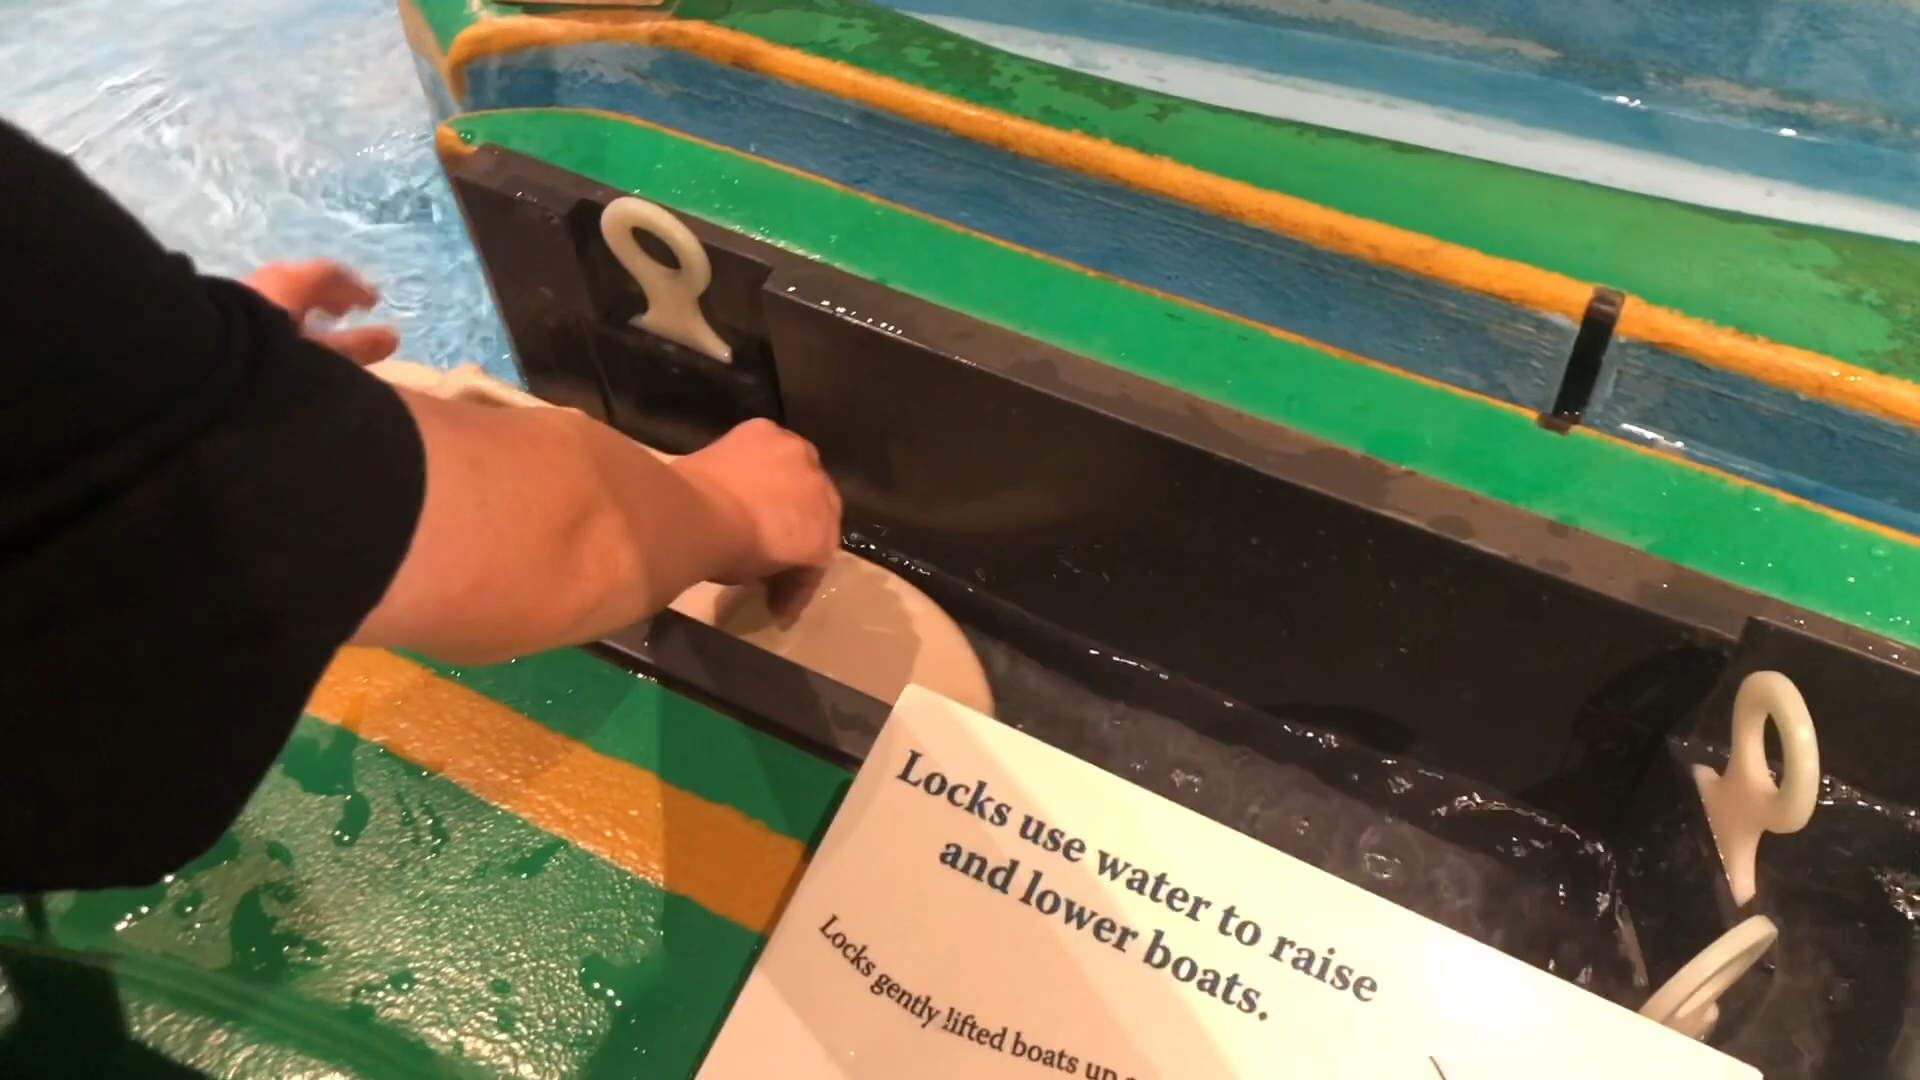 Locks use water to raise
and lower boats.
Locks gently lifted boats up